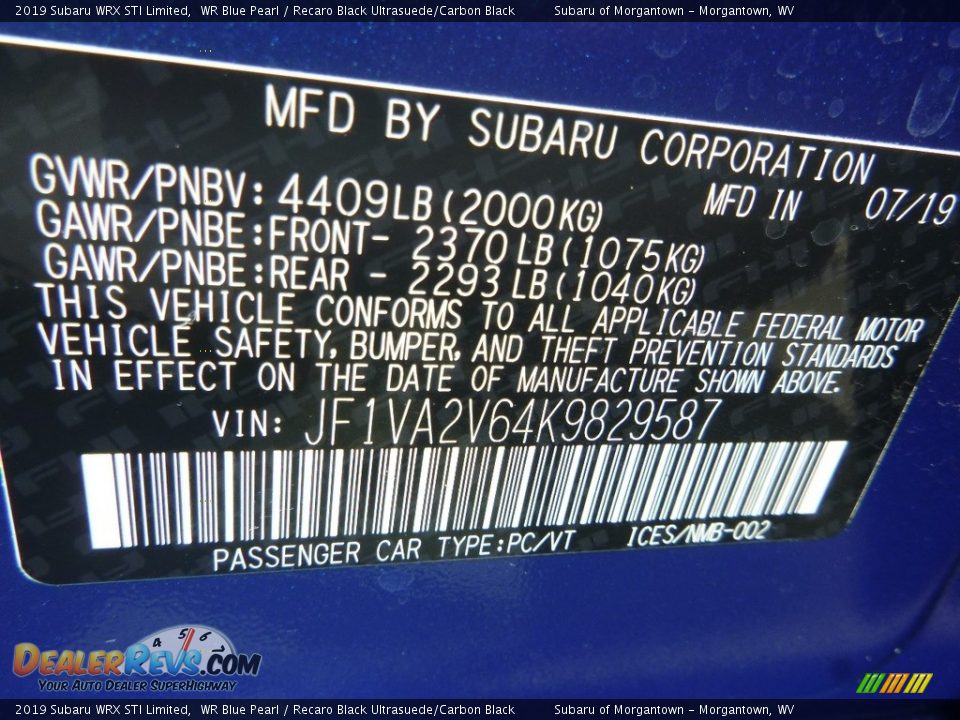 2019 Subaru WRX STI Limited,  WR Blue Pearl / Recaro Black Ultrasuede/Carbon Black   Subaru of Morgantown - Morgantown, WV
MFD BY SUBARU CORPORATION
GVWR/PNBV: 4409LB(2000KG) MFD IN 07/19
GAWR/PNBE:FRONT- 2370LB(1075KG)
GAWR/PNBE:REAR - 2293LB(1040KG)
THIS VEHICLE CONFORMS TO ALL APPLICABLE FEDERAL MOTOR
VEHICLE SAFETY, BUMPER, AND THEFT PREVENTION STANDARDS
IN EFFECT ON THE DATE OF MANUFACTURE SHOWN ABOVE.
VIN: JF1VA2V64K9829587
PASSENGER CAR TYPE:PC/VT ICES/NMB-002
4 5 6
DEALERREVS.COM
YOUR AUTO DEALER SUPERHIGHWAY
2019 Subaru WRX STI Limited,  WR Blue Pearl / Recaro Black Ultrasuede/Carbon Black   Subaru of Morgantown - Morgantown, WV